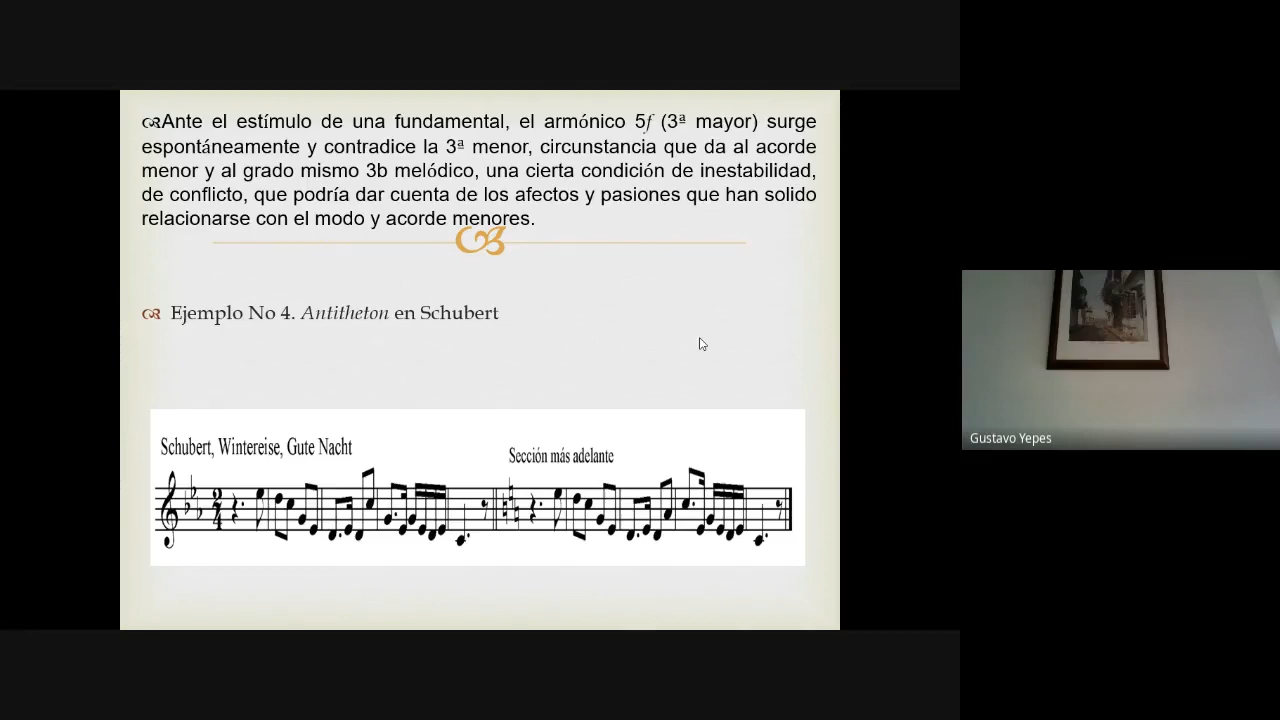 Ante el estímulo de una fundamental, el armónico 5f (3ª mayor) surge
espontáneamente y contradice la 3ª menor, circunstancia que da al acorde
menor y al grado mismo 3b melódico, una cierta condición de inestabilidad,
de conflicto, que podría dar cuenta de los afectos y pasiones que han solido
relacionarse con el modo y acorde menores.
Ejemplo No 4. Antitheton en Schubert
Schubert, Wintereise, Gute Nacht
Sección más adelante
2
4
Gustavo Yepes